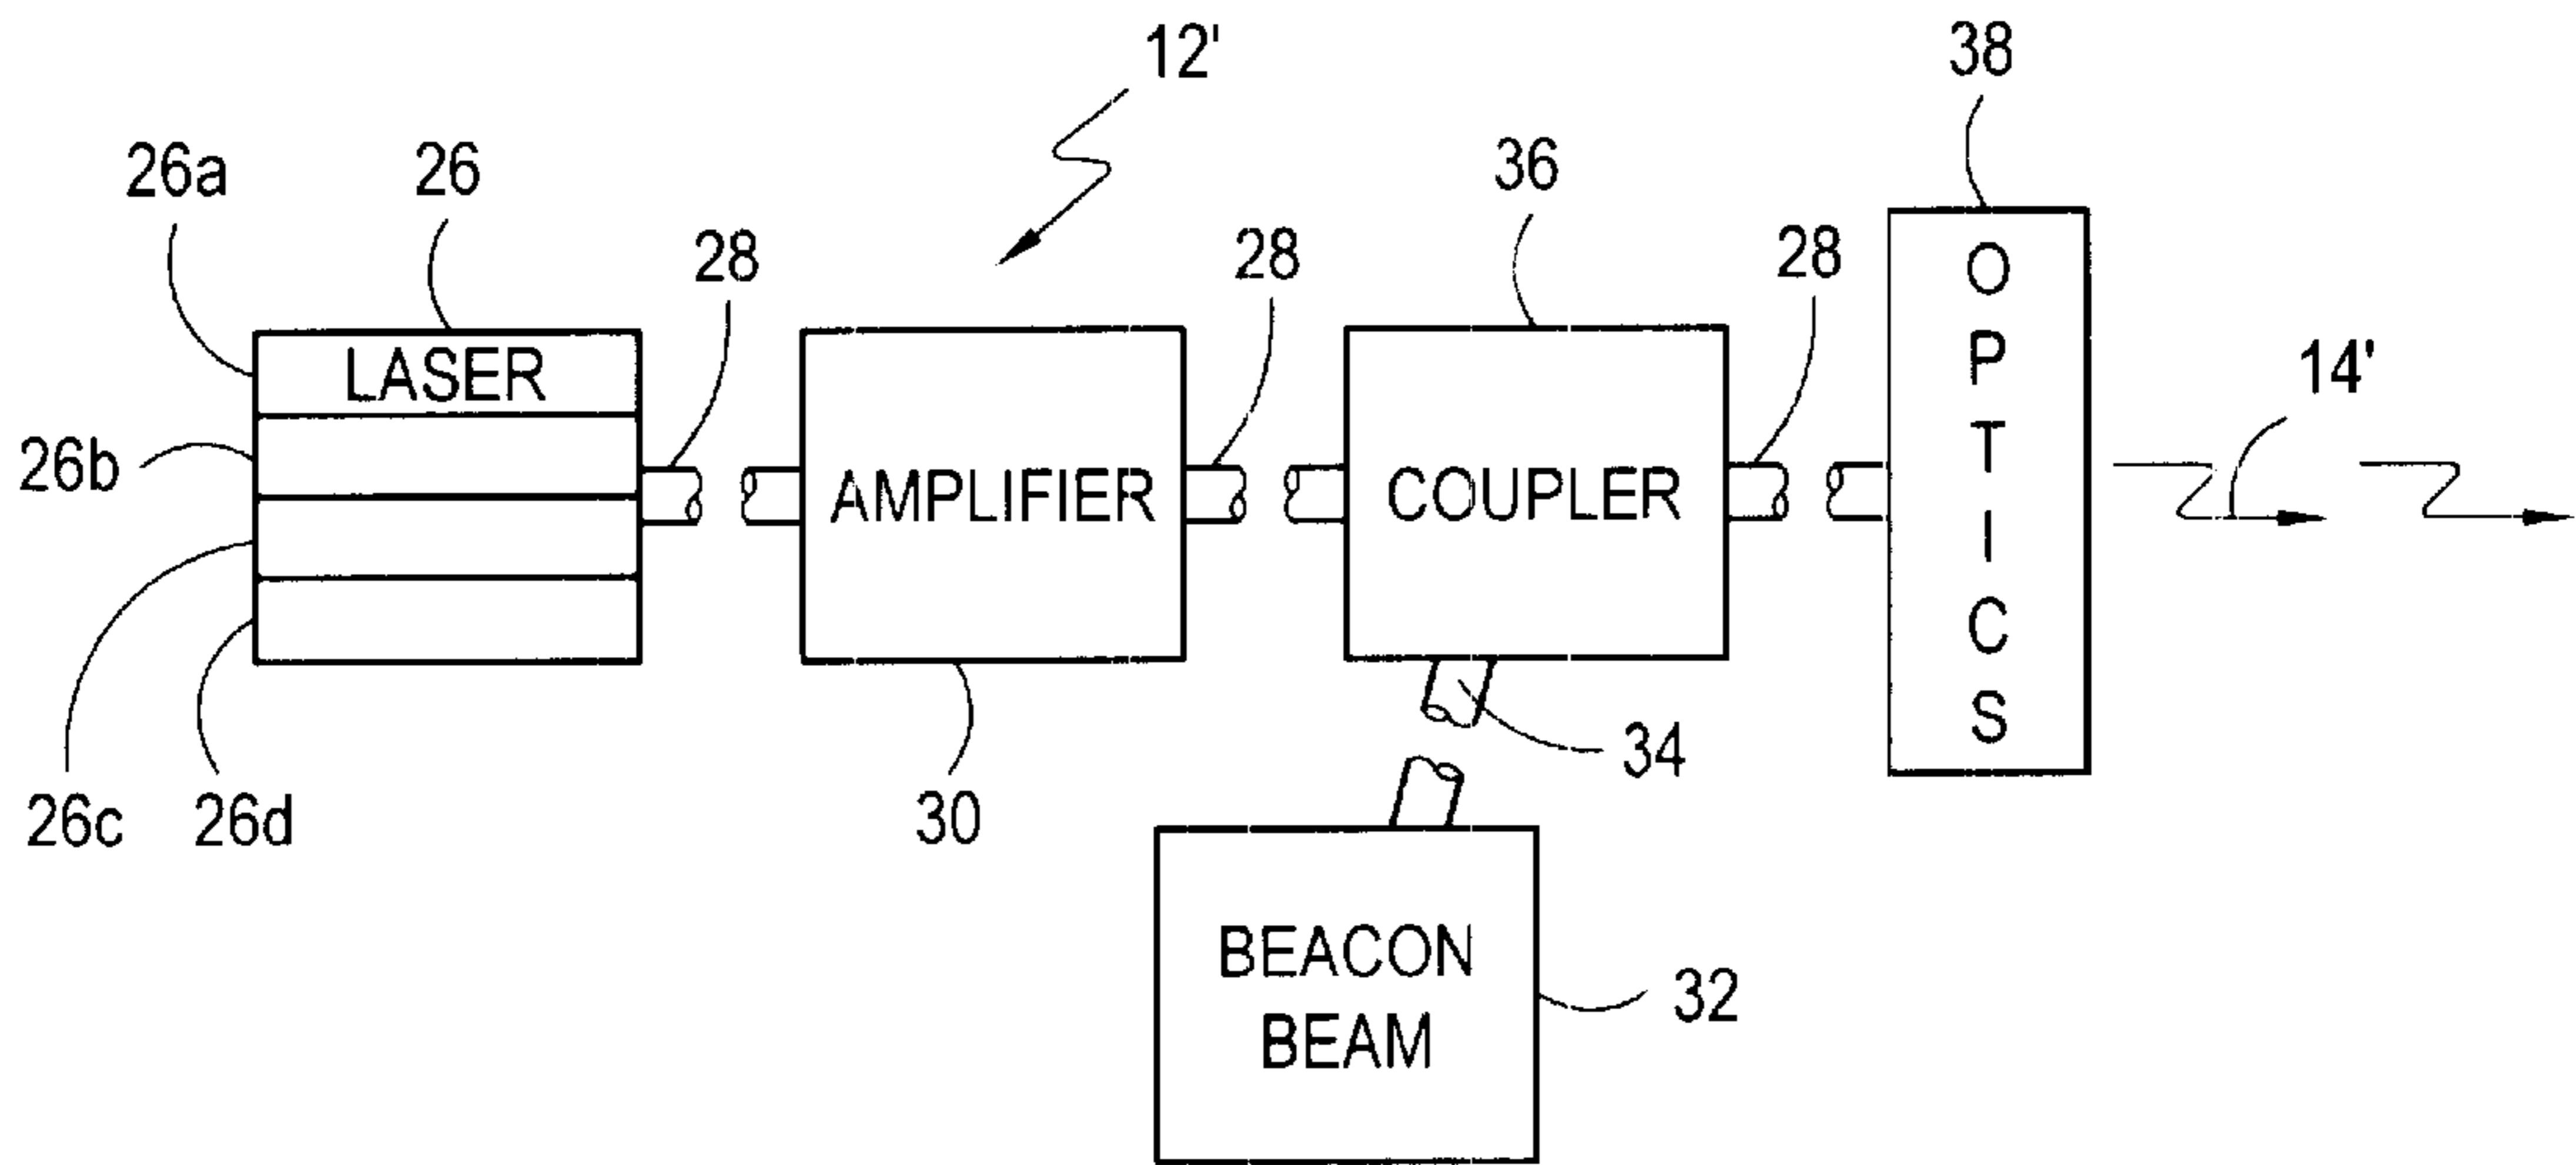 12'
38
26a
26
36
28
28
28
LASER
OPTICS
14'
26b
AMPLIFIER
COUPLER
34
26c
26d
30
BEACON
BEAM
32